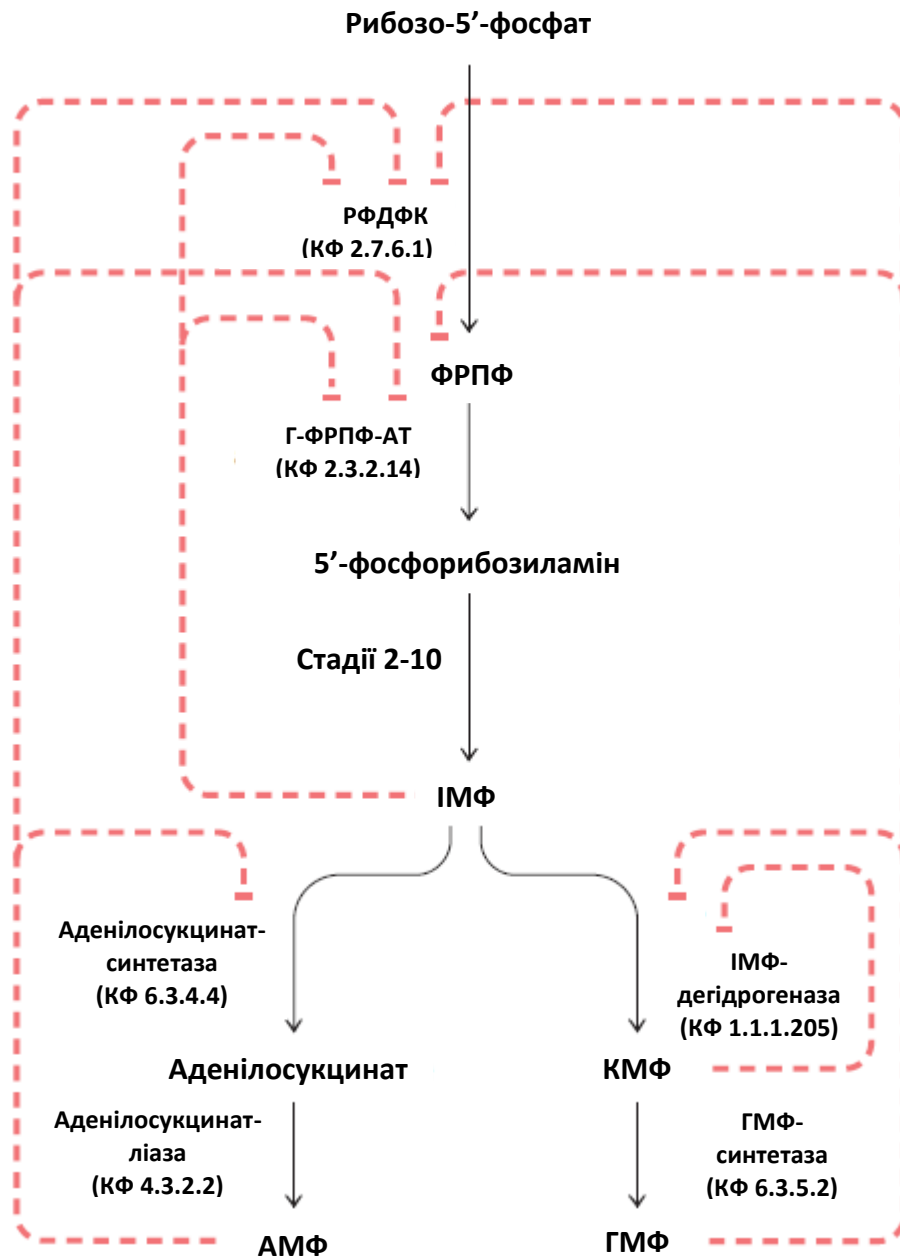 Рибозо-5′-фосфат
РФДФК
(КФ 2.7.6.1)
ФРПФ
Г-ФРПФ-АТ
(КФ 2.3.2.14)
5′-фосфорибозиламін
Стадії 2-10
ІМФ
Аденілосукцинат-
синтетаза
(КФ 6.3.4.4)
ІМФ-
дегідрогеназа
(КФ 1.1.1.205)
Аденілосукцинат
КМФ
Аденілосукцинат-
ліаза
(КФ 4.3.2.2)
ГМФ-
синтетаза
(КФ 6.3.5.2)
АМФ
ГМФ